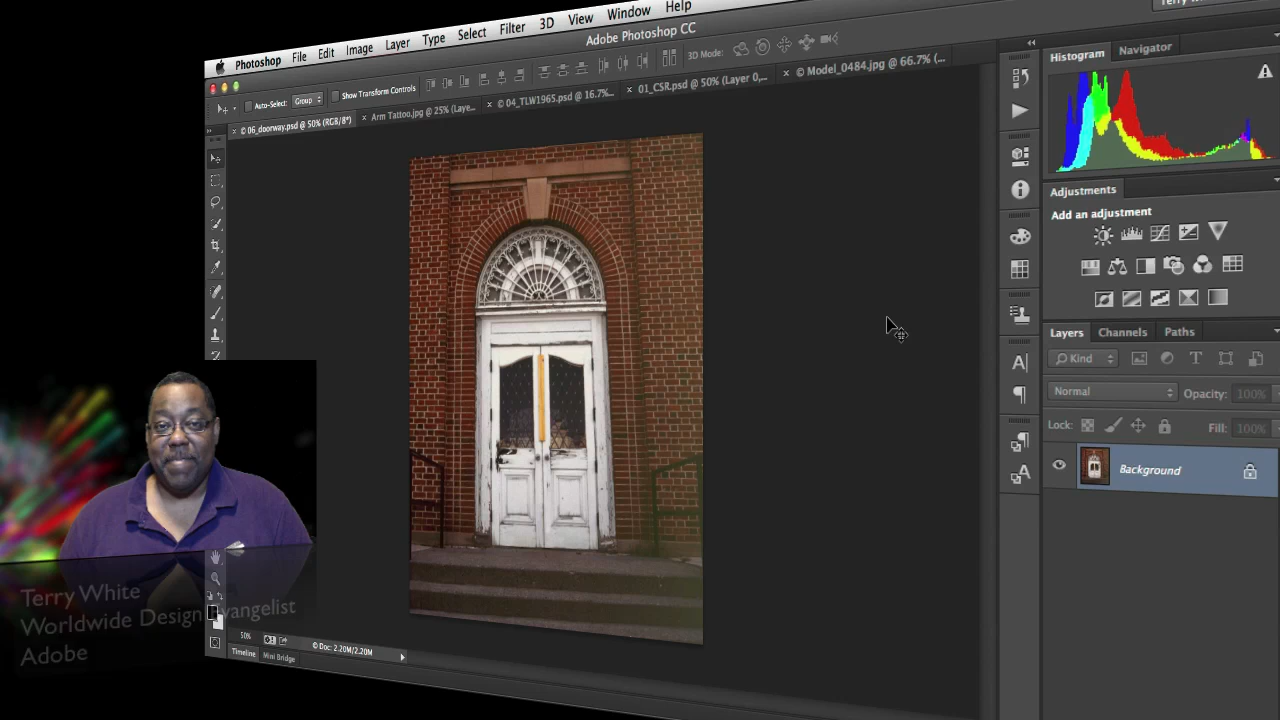 Terry W
Photoshop File Edit Image Layer Type Select Filter 3D View Window Help
Adobe Photoshop CC
Auto-Select: Group Show Transform Controls 3D Mode:
× © 06_doorway.psd @ 50% (RGB/8*) × Arm Tattoo.jpg @ 25% (Laye... × © 04_TLW1965.psd @ 16.7%... × 01_CSR.psd @ 50% (Layer 0,... × © Model_0484.jpg @ 66.7% (...
Histogram Navigator
Adjustments
Add an adjustment
Layers Channels Paths
Kind
Normal Opacity: 100%
Lock: Fill: 100%
Background
Terry White
Worldwide Design Evangelist
Adobe
50% © Doc: 2.20M/2.20M
Timeline Mini Bridge